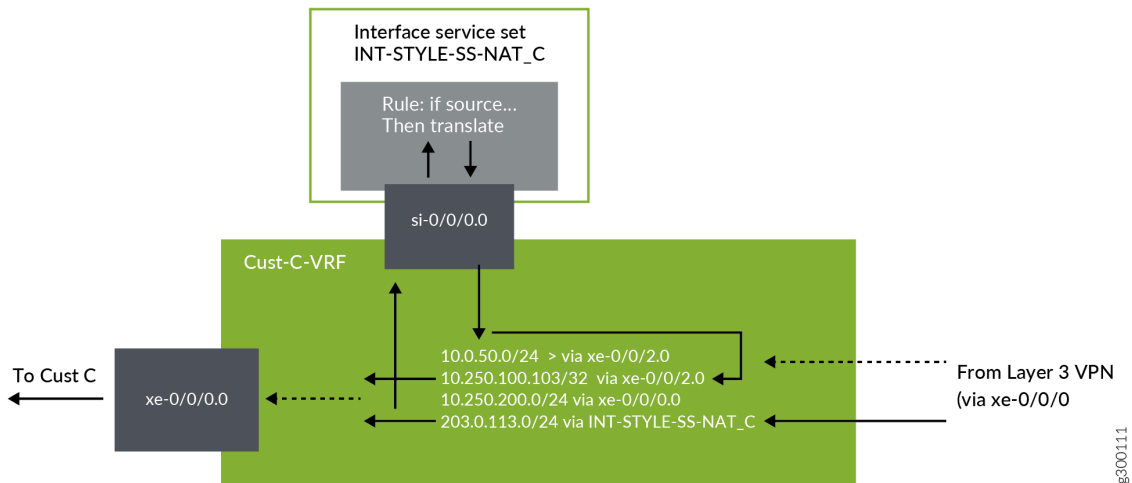 Interface service set
INT-STYLE-SS-NAT_C
Rule: if source...
Then translate
si-0/0/0.0
Cust-C-VRF
10.0.50.0/24 > via xe-0/0/2.0
10.250.100.103/32 via xe-0/0/2.0
10.250.200.0/24 via xe-0/0/0.0
203.0.113.0/24 via INT-STYLE-SS-NAT_C
To Cust C
xe-0/0/0.0
From Layer 3 VPN
(via xe-0/0/0
g300111